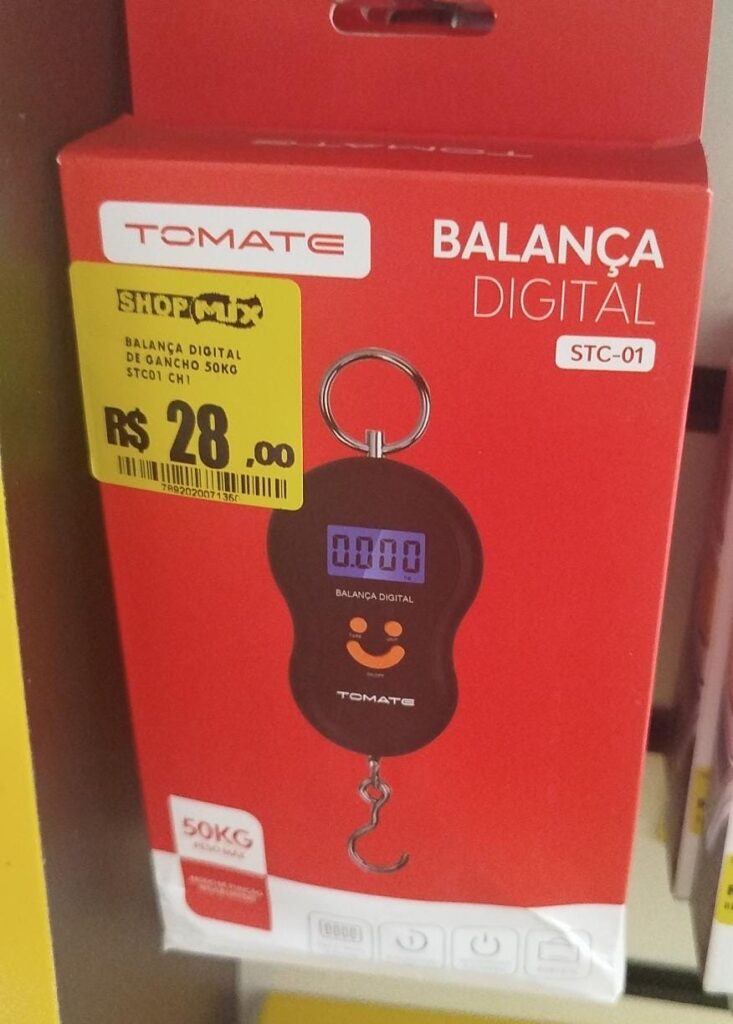 TOMATE
BALANÇA
DIGITAL
STC-01
SHOP MIX
BALANÇA DIGITAL
DE GANCHO 50KG
STC01 CH1
R$ 28,00
0.000
BALANÇA DIGITAL
TOMATE
50KG